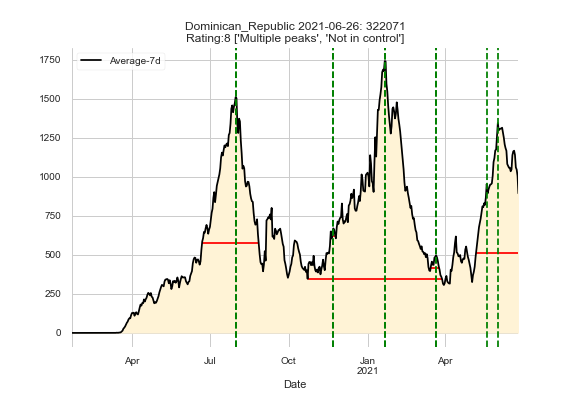 Dominican_Republic 2021-06-26: 322071
Rating:8 ['Multiple peaks', 'Not in control']
Average-7d
1750
1500
1250
1000
750
500
250
0
Apr Jul Oct Jan Apr
2021
Date